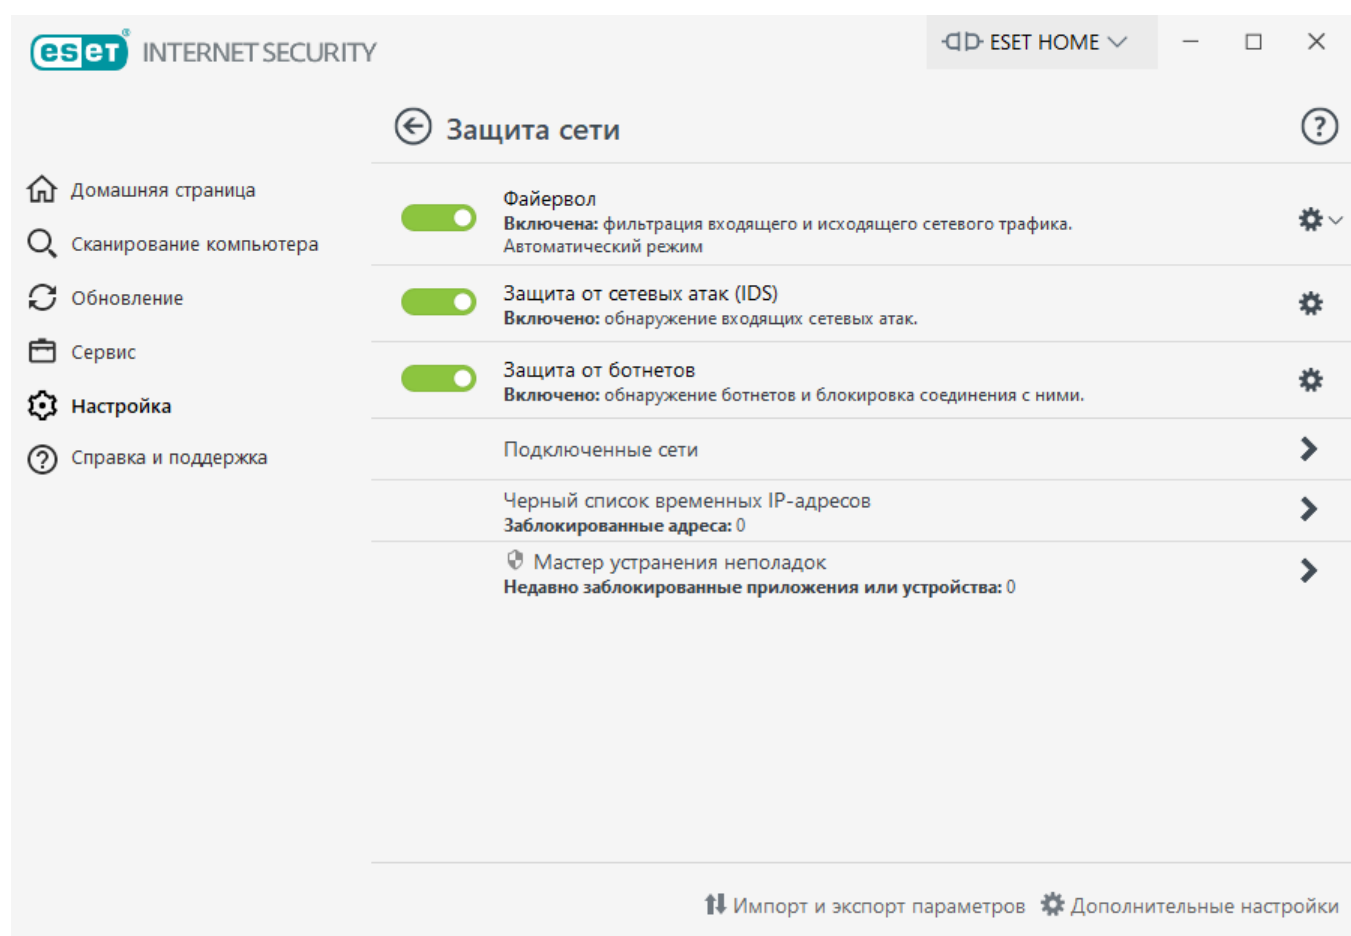 eseт® INTERNET SECURITY
ESET HOME
Защита сети
?
Домашняя страница
Сканирование компьютера
Обновление
Сервис
Настройка
Справка и поддержка
Файервол
Включена: фильтрация входящего и исходящего сетевого трафика.
Автоматический режим
Защита от сетевых атак (IDS)
Включено: обнаружение входящих сетевых атак.
Защита от ботнетов
Включено: обнаружение ботнетов и блокировка соединения с ними.
Подключенные сети
Черный список временных IP-адресов
Заблокированные адреса: 0
Мастер устранения неполадок
Недавно заблокированные приложения или устройства: 0
Импорт и экспорт параметров
Дополнительные настройки